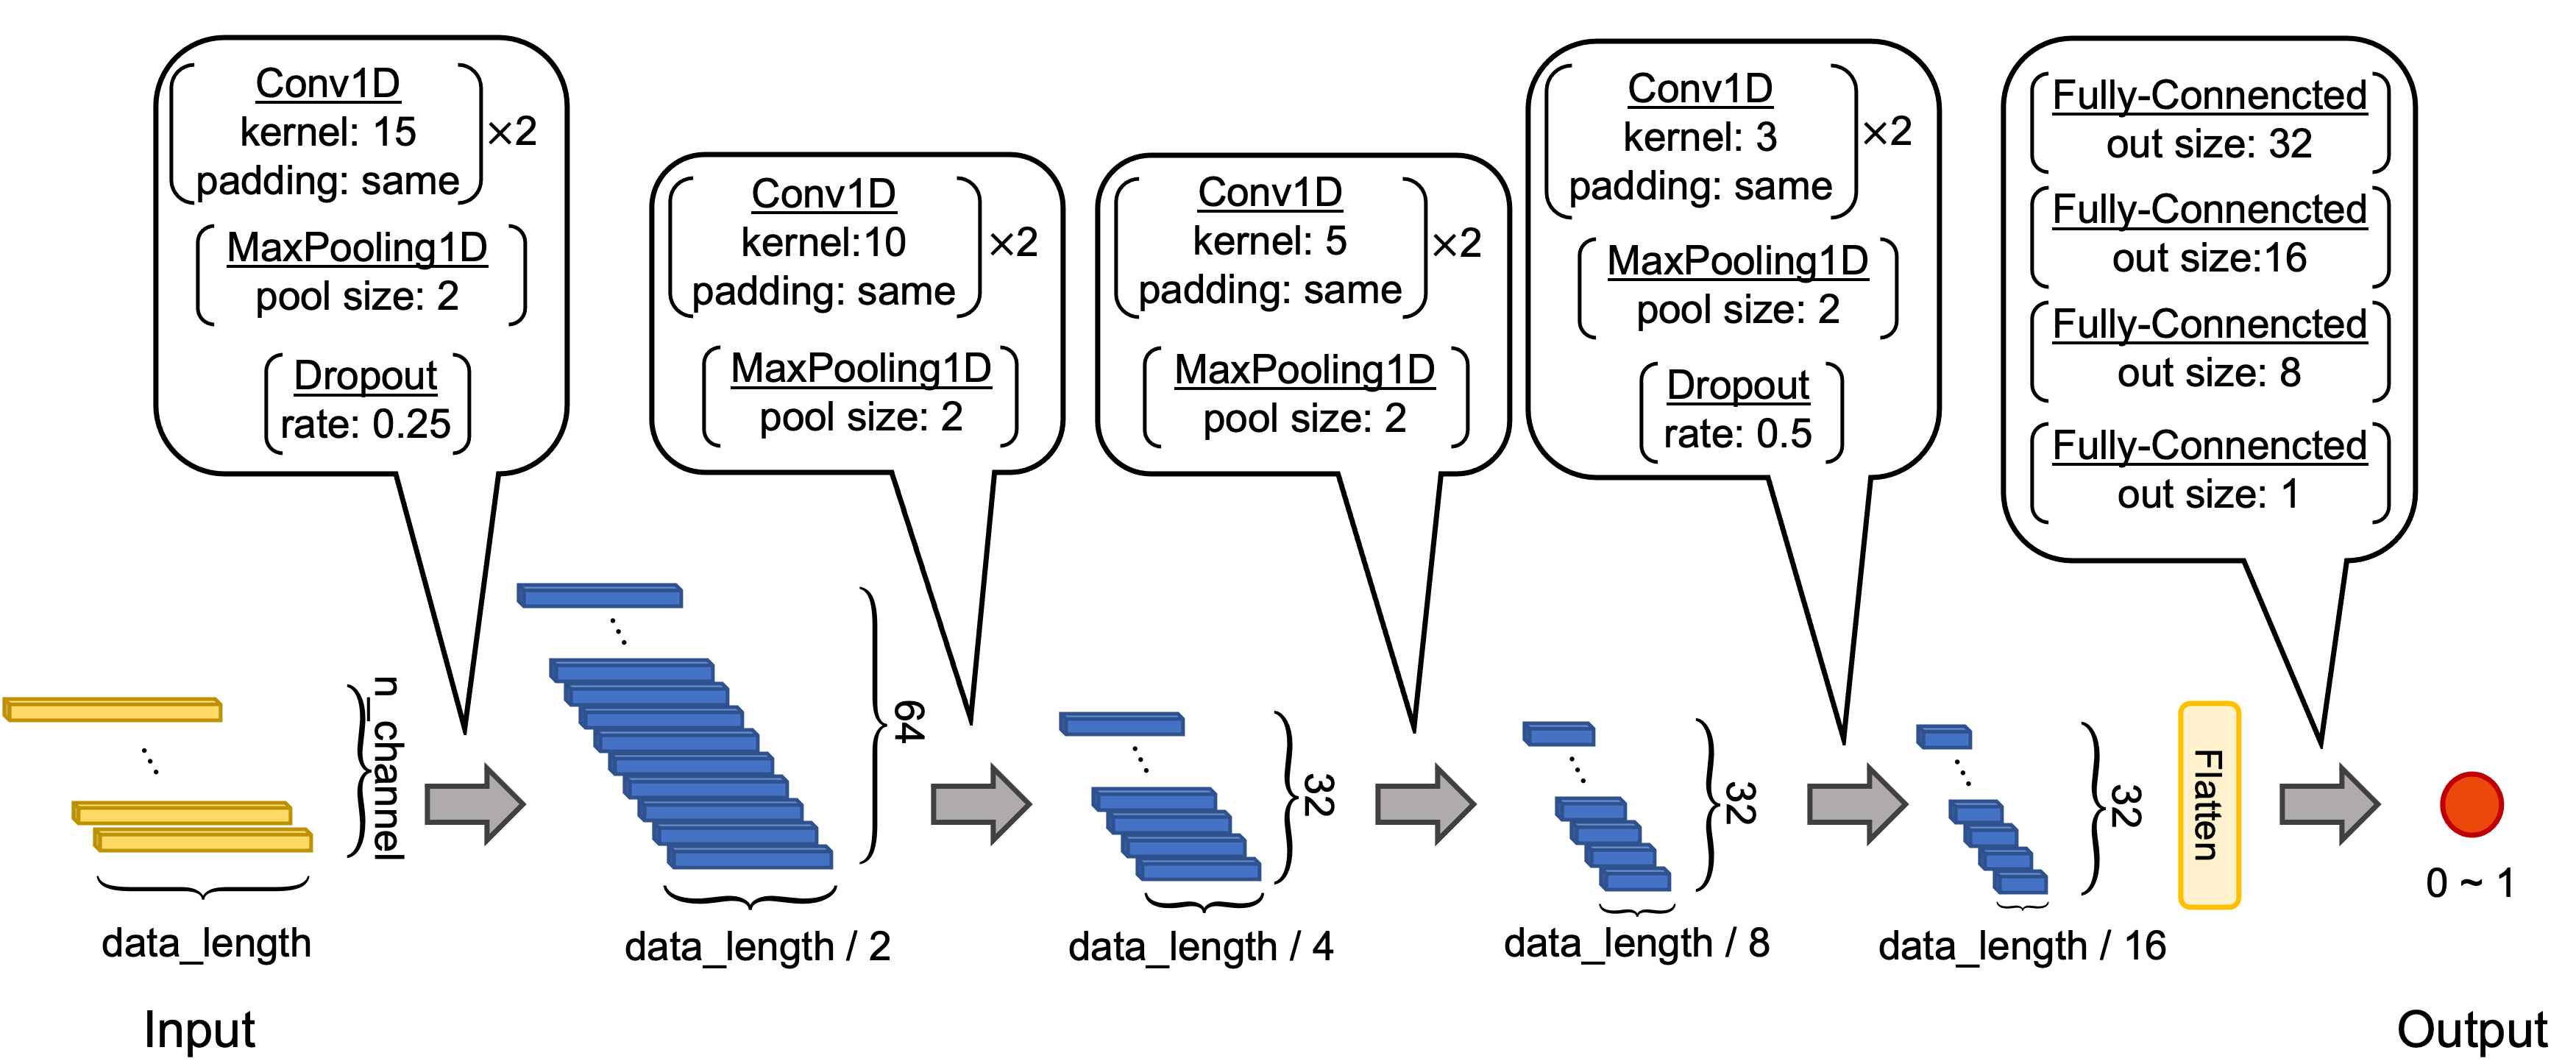 Conv1D
kernel: 15
padding: same
×2
MaxPooling1D
pool size: 2
Dropout
rate: 0.25
Conv1D
kernel:10
padding: same
×2
MaxPooling1D
pool size: 2
Conv1D
kernel: 5
padding: same
×2
MaxPooling1D
pool size: 2
Conv1D
kernel: 3
padding: same
×2
MaxPooling1D
pool size: 2
Dropout
rate: 0.5
Fully-Connencted
out size: 32
Fully-Connencted
out size:16
Fully-Connencted
out size: 8
Fully-Connencted
out size: 1
n_channel
64
32
32
32
Flatten
0 ~ 1
data_length
data_length / 2
data_length / 4
data_length / 8
data_length / 16
Input
Output